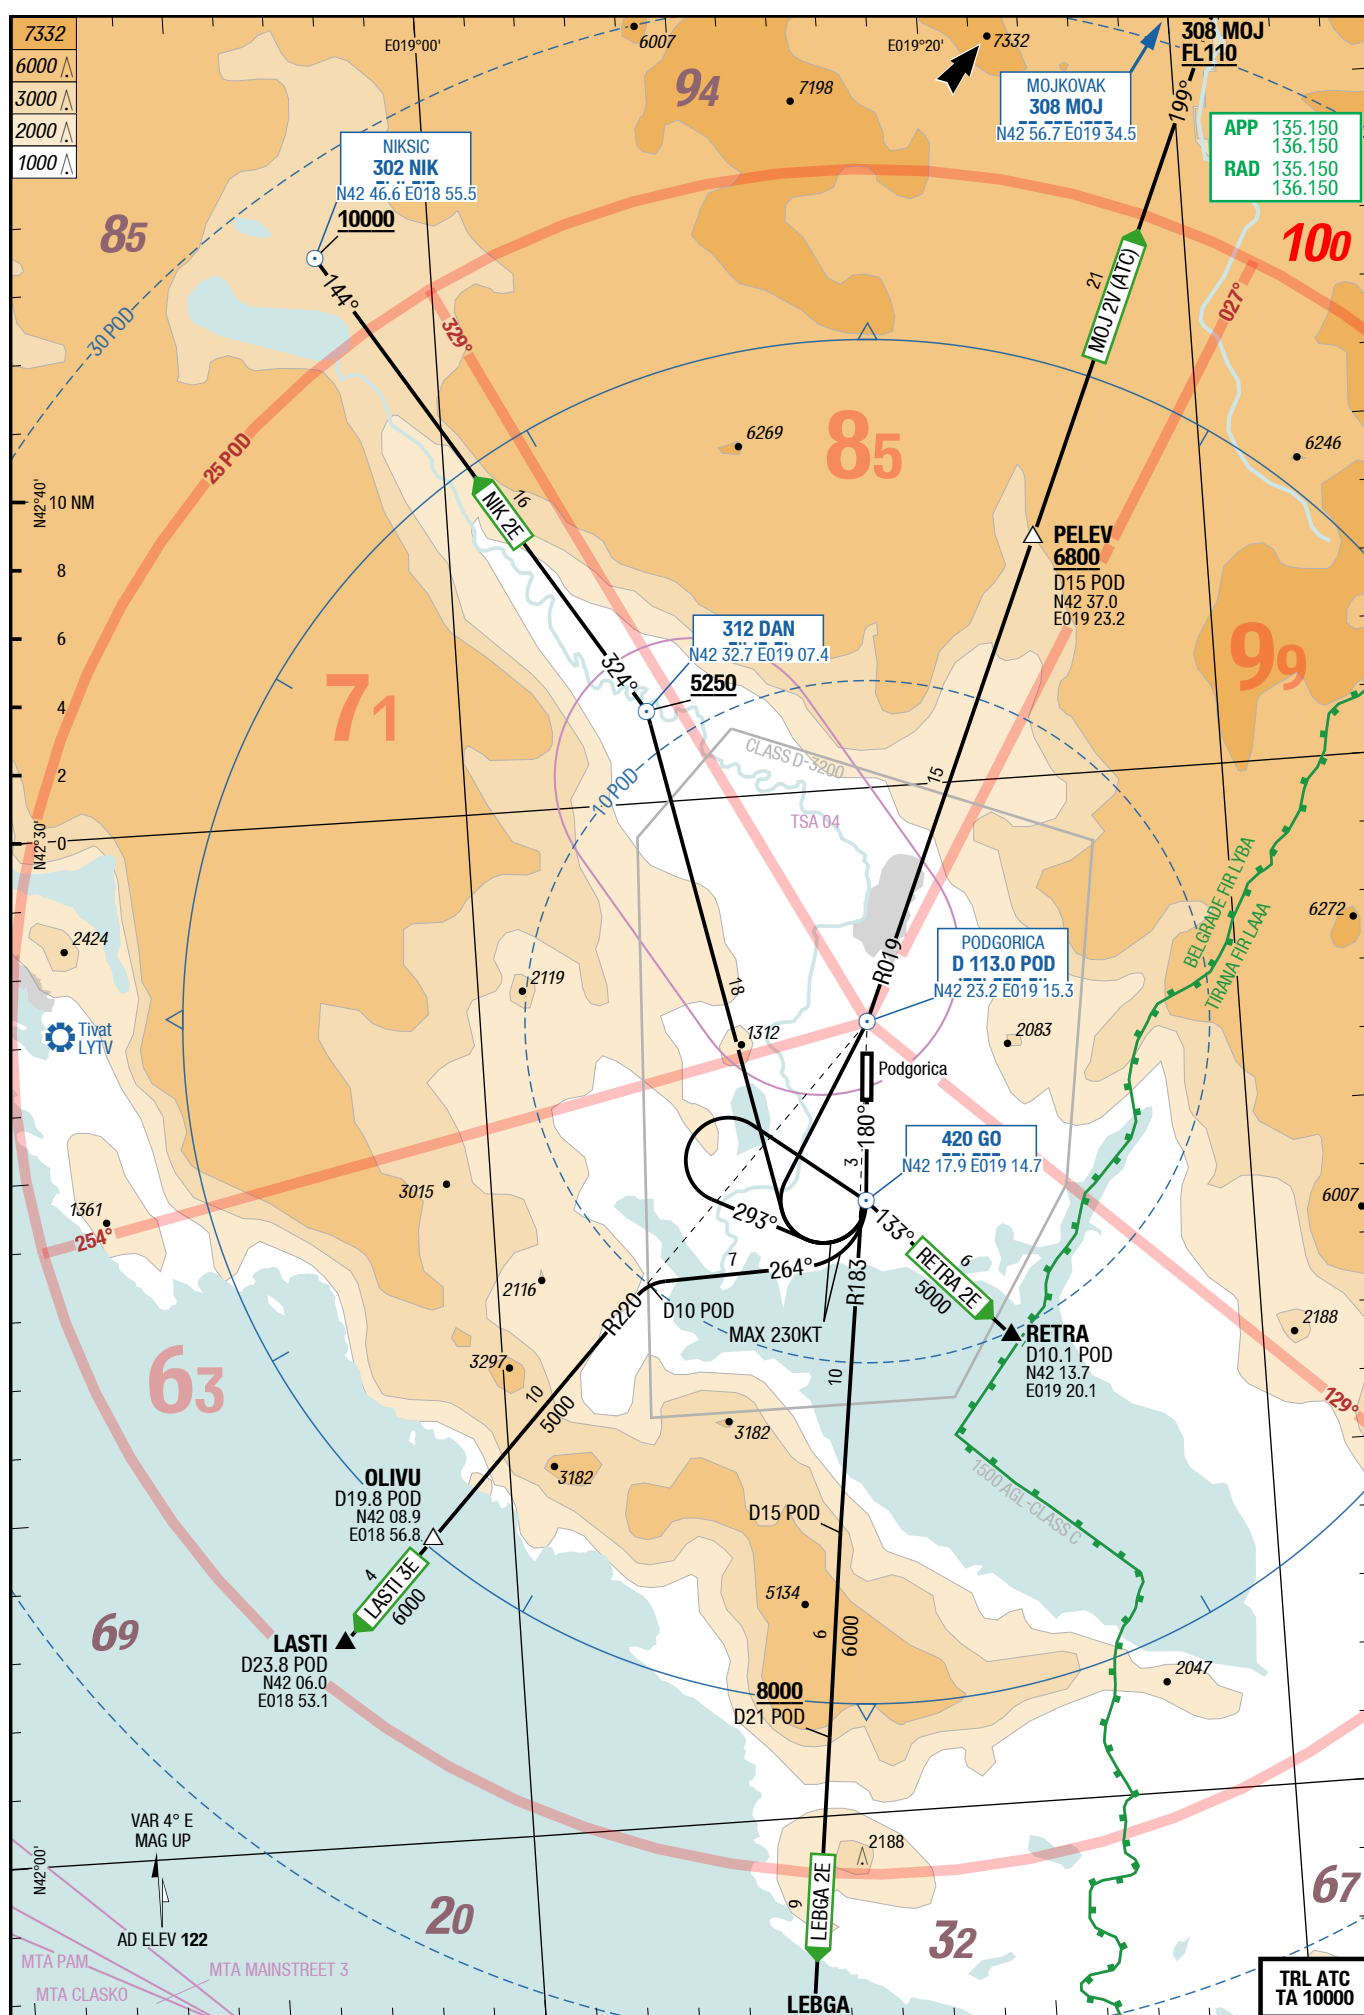 7332
6000
3000
2000
1000
E019°00'
6007
94
7198
E019°20'
7332
MOJKOVAK
308 MOJ
N42 56.7 E019 34.5
308 MOJ
FL110
199°
APP 135.150
136.150
RAD 135.150
136.150
NIKSIC
302 NIK
N42 46.6 E018 55.5
10000
85
100
144°
30 POD
329°
21
MOJ 2V (ATC)
027°
25 POD
6269
85
6246
N42°40'
10 NM
16
NIK 2E
PELEV
6800
D15 POD
N42 37.0
E019 23.2
8
6
4
2
0
312 DAN
N42 32.7 E019 07.4
324°
5250
71
99
CLASS D-3200
10 POD
15
TSA 04
N42°30'
BELGRADE FIR LYBA
TIRANA FIR LAAA
6272
2424
2119
R019
PODGORICA
D 113.0 POD
N42 23.2 E019 15.3
18
1312
2083
Tivat
LYTV
Podgorica
180°
3
420 GO
N42 17.9 E019 14.7
3015
6007
1361
254°
293°
133°
6
RETRA 2E
5000
7
264°
R183
2116
R220
D10 POD
MAX 230KT
RETRA
D10.1 POD
N42 13.7
E019 20.1
2188
3297
10
63
10
5000
129°
3182
3182
1500 AGL-CLASS C
OLIVU
D19.8 POD
N42 08.9
E018 56.8
D15 POD
4
LASTI 3E
6000
5134
6
6000
69
LASTI
D23.8 POD
N42 06.0
E018 53.1
2047
8000
D21 POD
VAR 4° E
MAG UP
2188
N42°00'
9
LEBGA 2E
67
20
32
AD ELEV 122
MTA PAM
MTA MAINSTREET 3
MTA CLASKO
LEBGA
TRL ATC
TA 10000